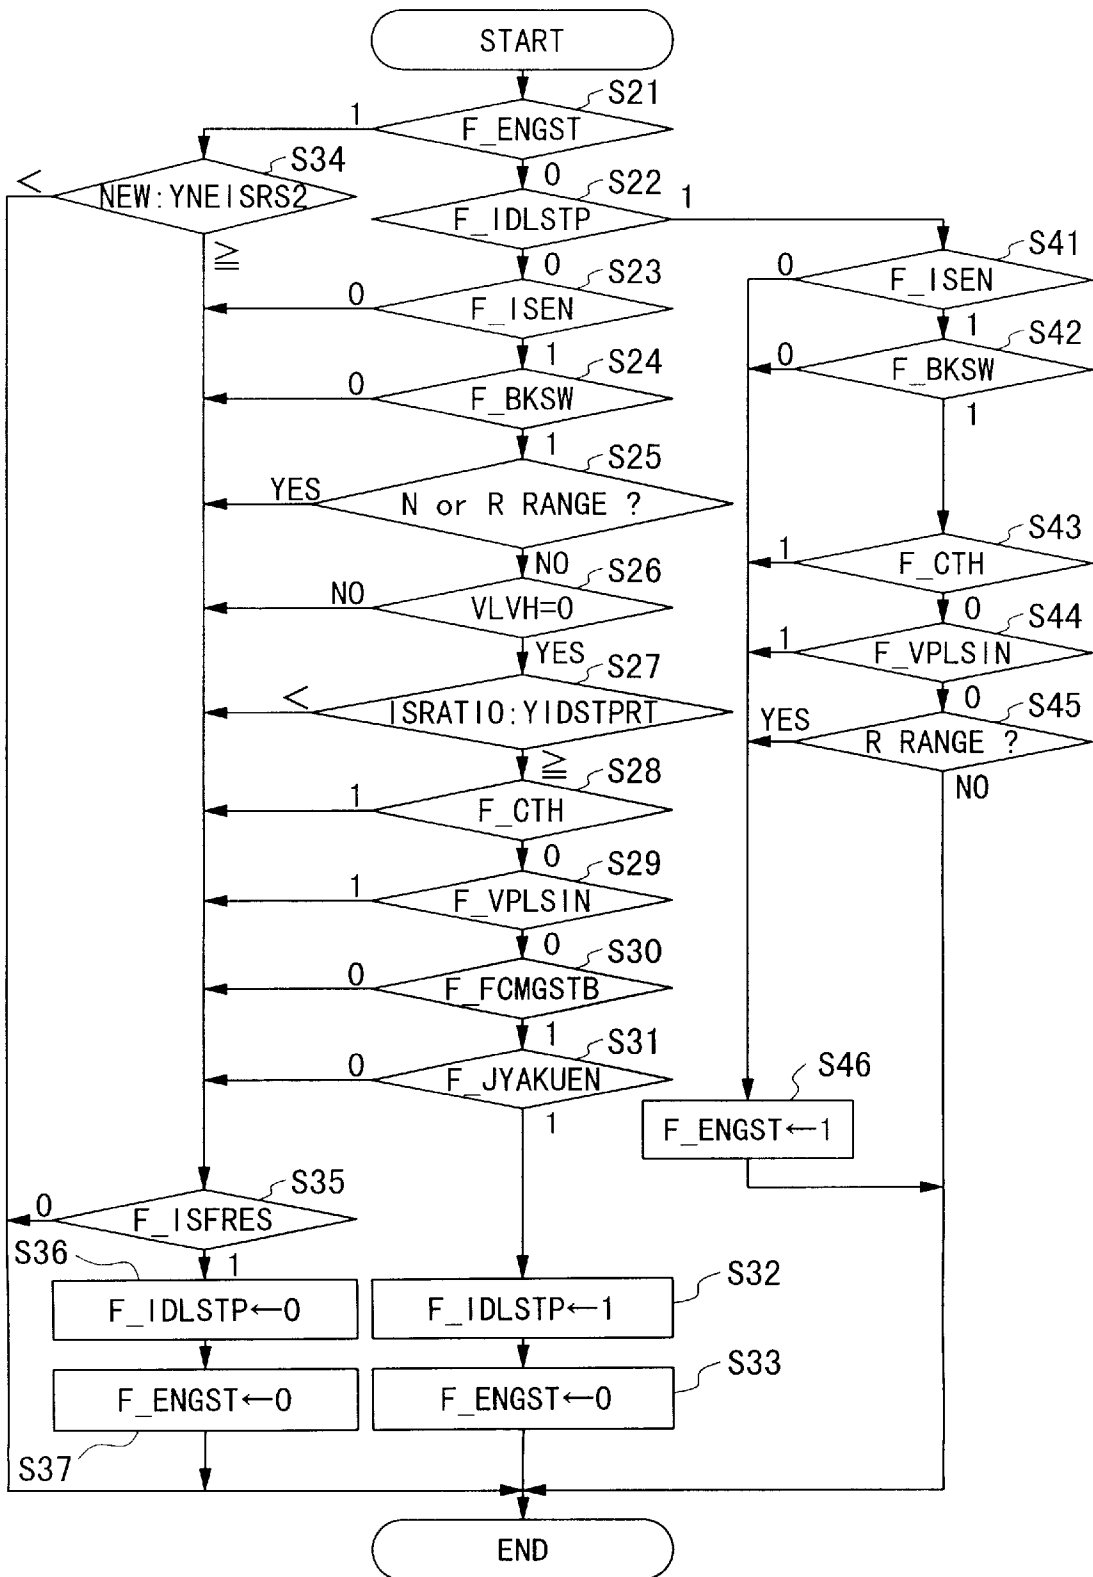 START
S21
1
F_ENGST
S34
0
S22
<
NEW:YNEISRS2
F_IDLSTP
1
≧
0
S23
S41
0
F_ISEN
0
F_ISEN
1
S24
1
S42
0
F_BKSW
0
F_BKSW
1
S25
1
YES
N or R RANGE ?
NO
S26
S43
NO
VLVH=0
1
F_CTH
YES
S27
0
S44
<
ISRATIO:YIDSTPRT
1
F_VPLSIN
≧
S28
0
S45
1
F_CTH
YES
R RANGE ?
0
S29
NO
1
F_VPLSIN
0
S30
0
F_FCMGSTB
1
S31
0
F_JYAKUEN
1
S46
F_ENGST←1
S35
0
F_ISFRES
S36
1
S32
F_IDLSTP←0
F_IDLSTP←1
S33
F_ENGST←0
F_ENGST←0
S37
END